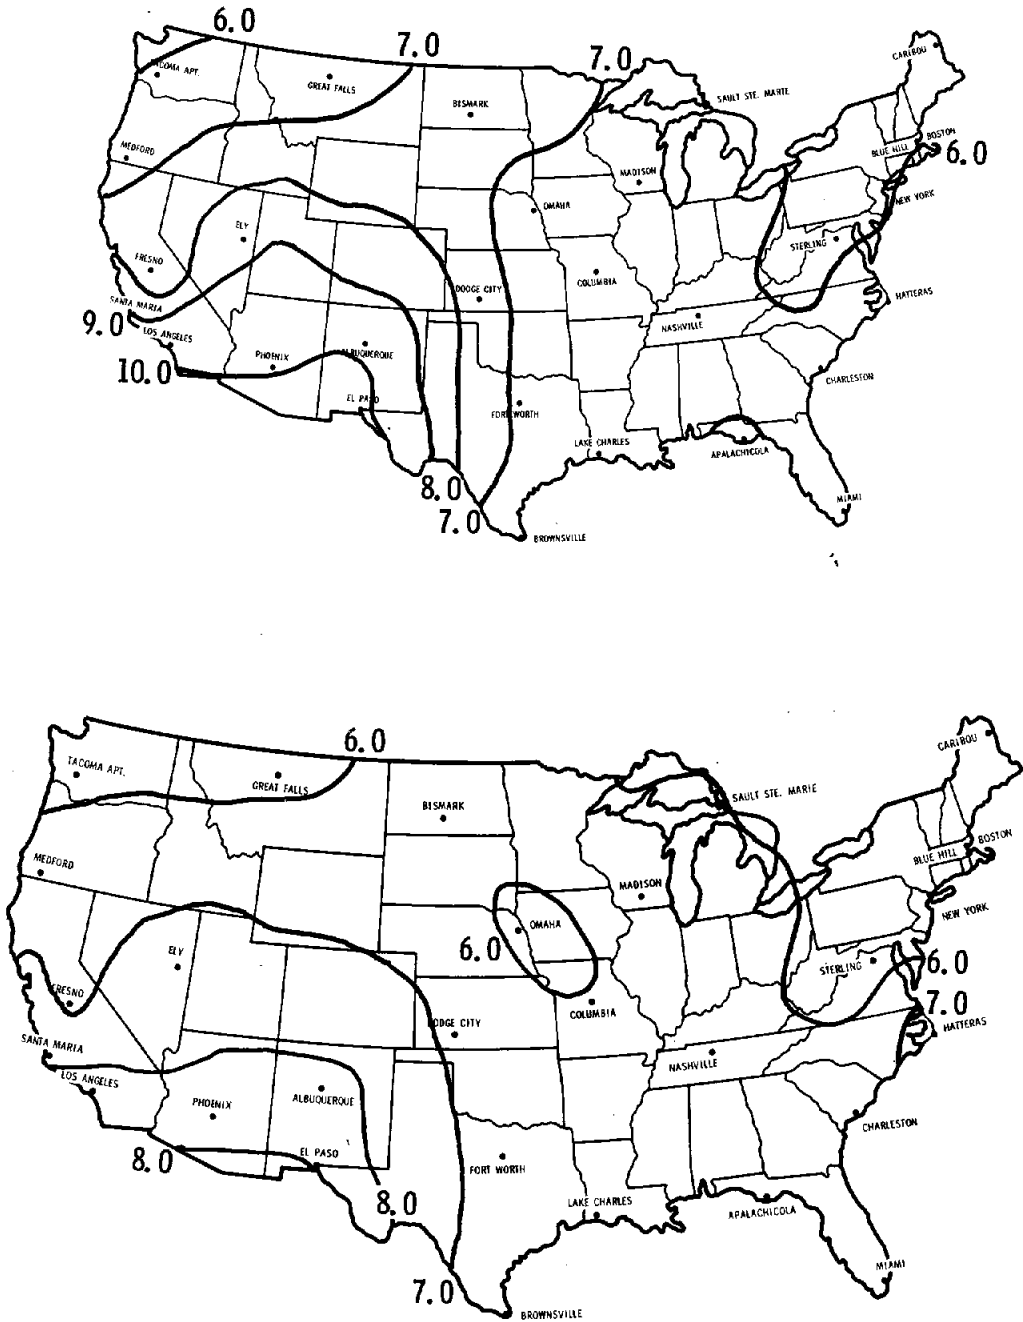 6.0
7.0
7.0
CARIBOU
TACOMA APT.
GREAT FALLS
BISMARK
SAULT STE. MARIE
BOSTON
BLUE HILL
6.0
MEDFORD
MADISON
NEW YORK
OMAHA
ELY
STERLING
FRESNO
COLUMBIA
DODGE CITY
HATTERAS
SANTA MARIA
9.0
LOS ANGELES
NASHVILLE
PHOENIX
ALBUQUERQUE
10.0
CHARLESTON
EL PASO
FORT WORTH
LAKE CHARLES
APALACHICOLA
8.0
MIAMI
7.0
BROWNSVILLE
6.0
CARIBOU
TACOMA APT.
GREAT FALLS
SAULT STE. MARIE
BISMARK
BOSTON
BLUE HILL
MEDFORD
MADISON
NEW YORK
OMAHA
ELY
6.0
STERLING
6.0
FRESNO
7.0
COLUMBIA
DODGE CITY
HATTERAS
SANTA MARIA
NASHVILLE
LOS ANGELES
PHOENIX
ALBUQUERQUE
CHARLESTON
8.0
EL PASO
FORT WORTH
8.0
LAKE CHARLES
APALACHICOLA
MIAMI
7.0
BROWNSVILLE